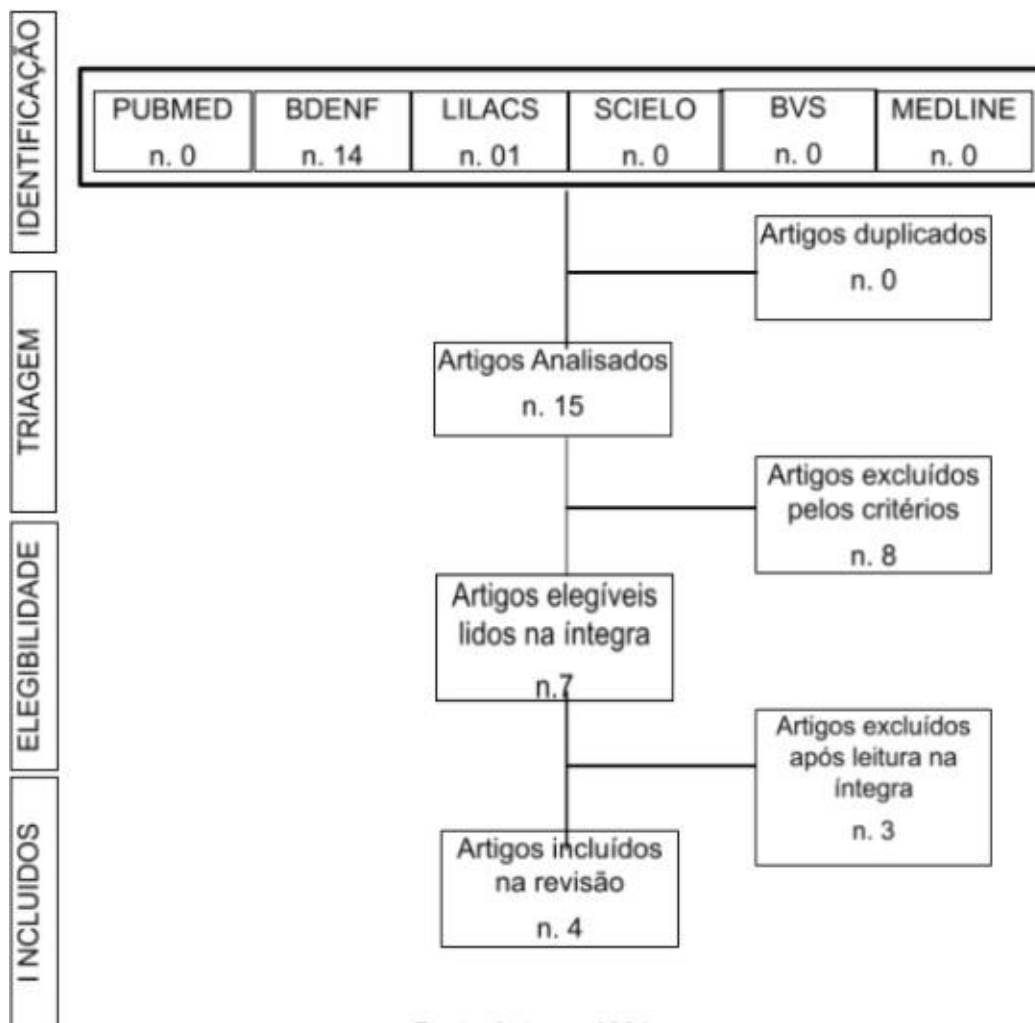 IDENTIFICAÇÃO
PUBMED
n. 0
BDENF
n. 14
LILACS
n. 01
SCIELO
n. 0
BVS
n. 0
MEDLINE
n. 0
Artigos duplicados
n. 0
TRIAGEM
Artigos Analisados
n. 15
Artigos excluídos
pelos critérios
n. 8
ELEGIBILIDADE
Artigos elegíveis
lidos na íntegra
n.7
Artigos excluídos
após leitura na
íntegra
n. 3
I NCLUIDOS
Artigos incluídos
na revisão
n. 4